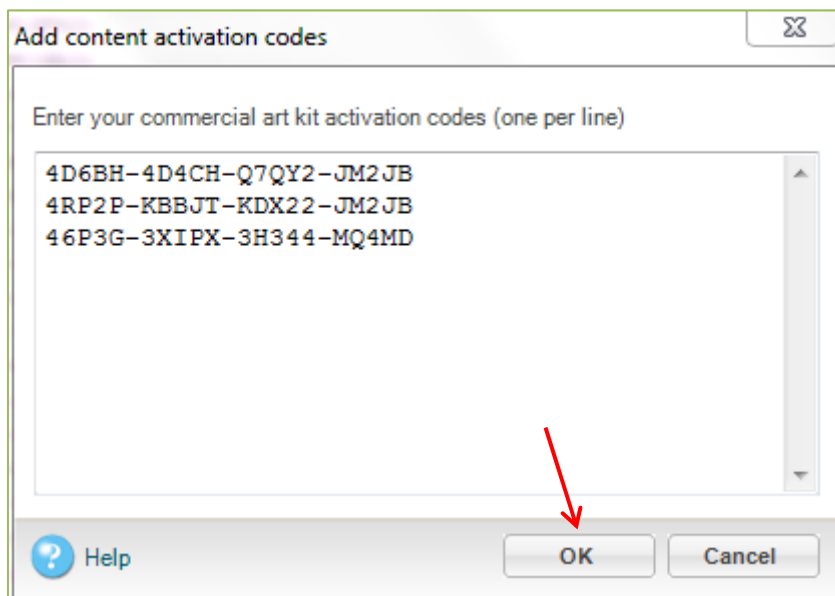 Add content activation codes
Enter your commercial art kit activation codes (one per line)
4D6BH-4D4CH-Q7QY2-JM2JB
4RP2P-KBBJT-KDX22-JM2JB
46P3G-3XIPX-3H344-MQ4MD
? Help OK Cancel